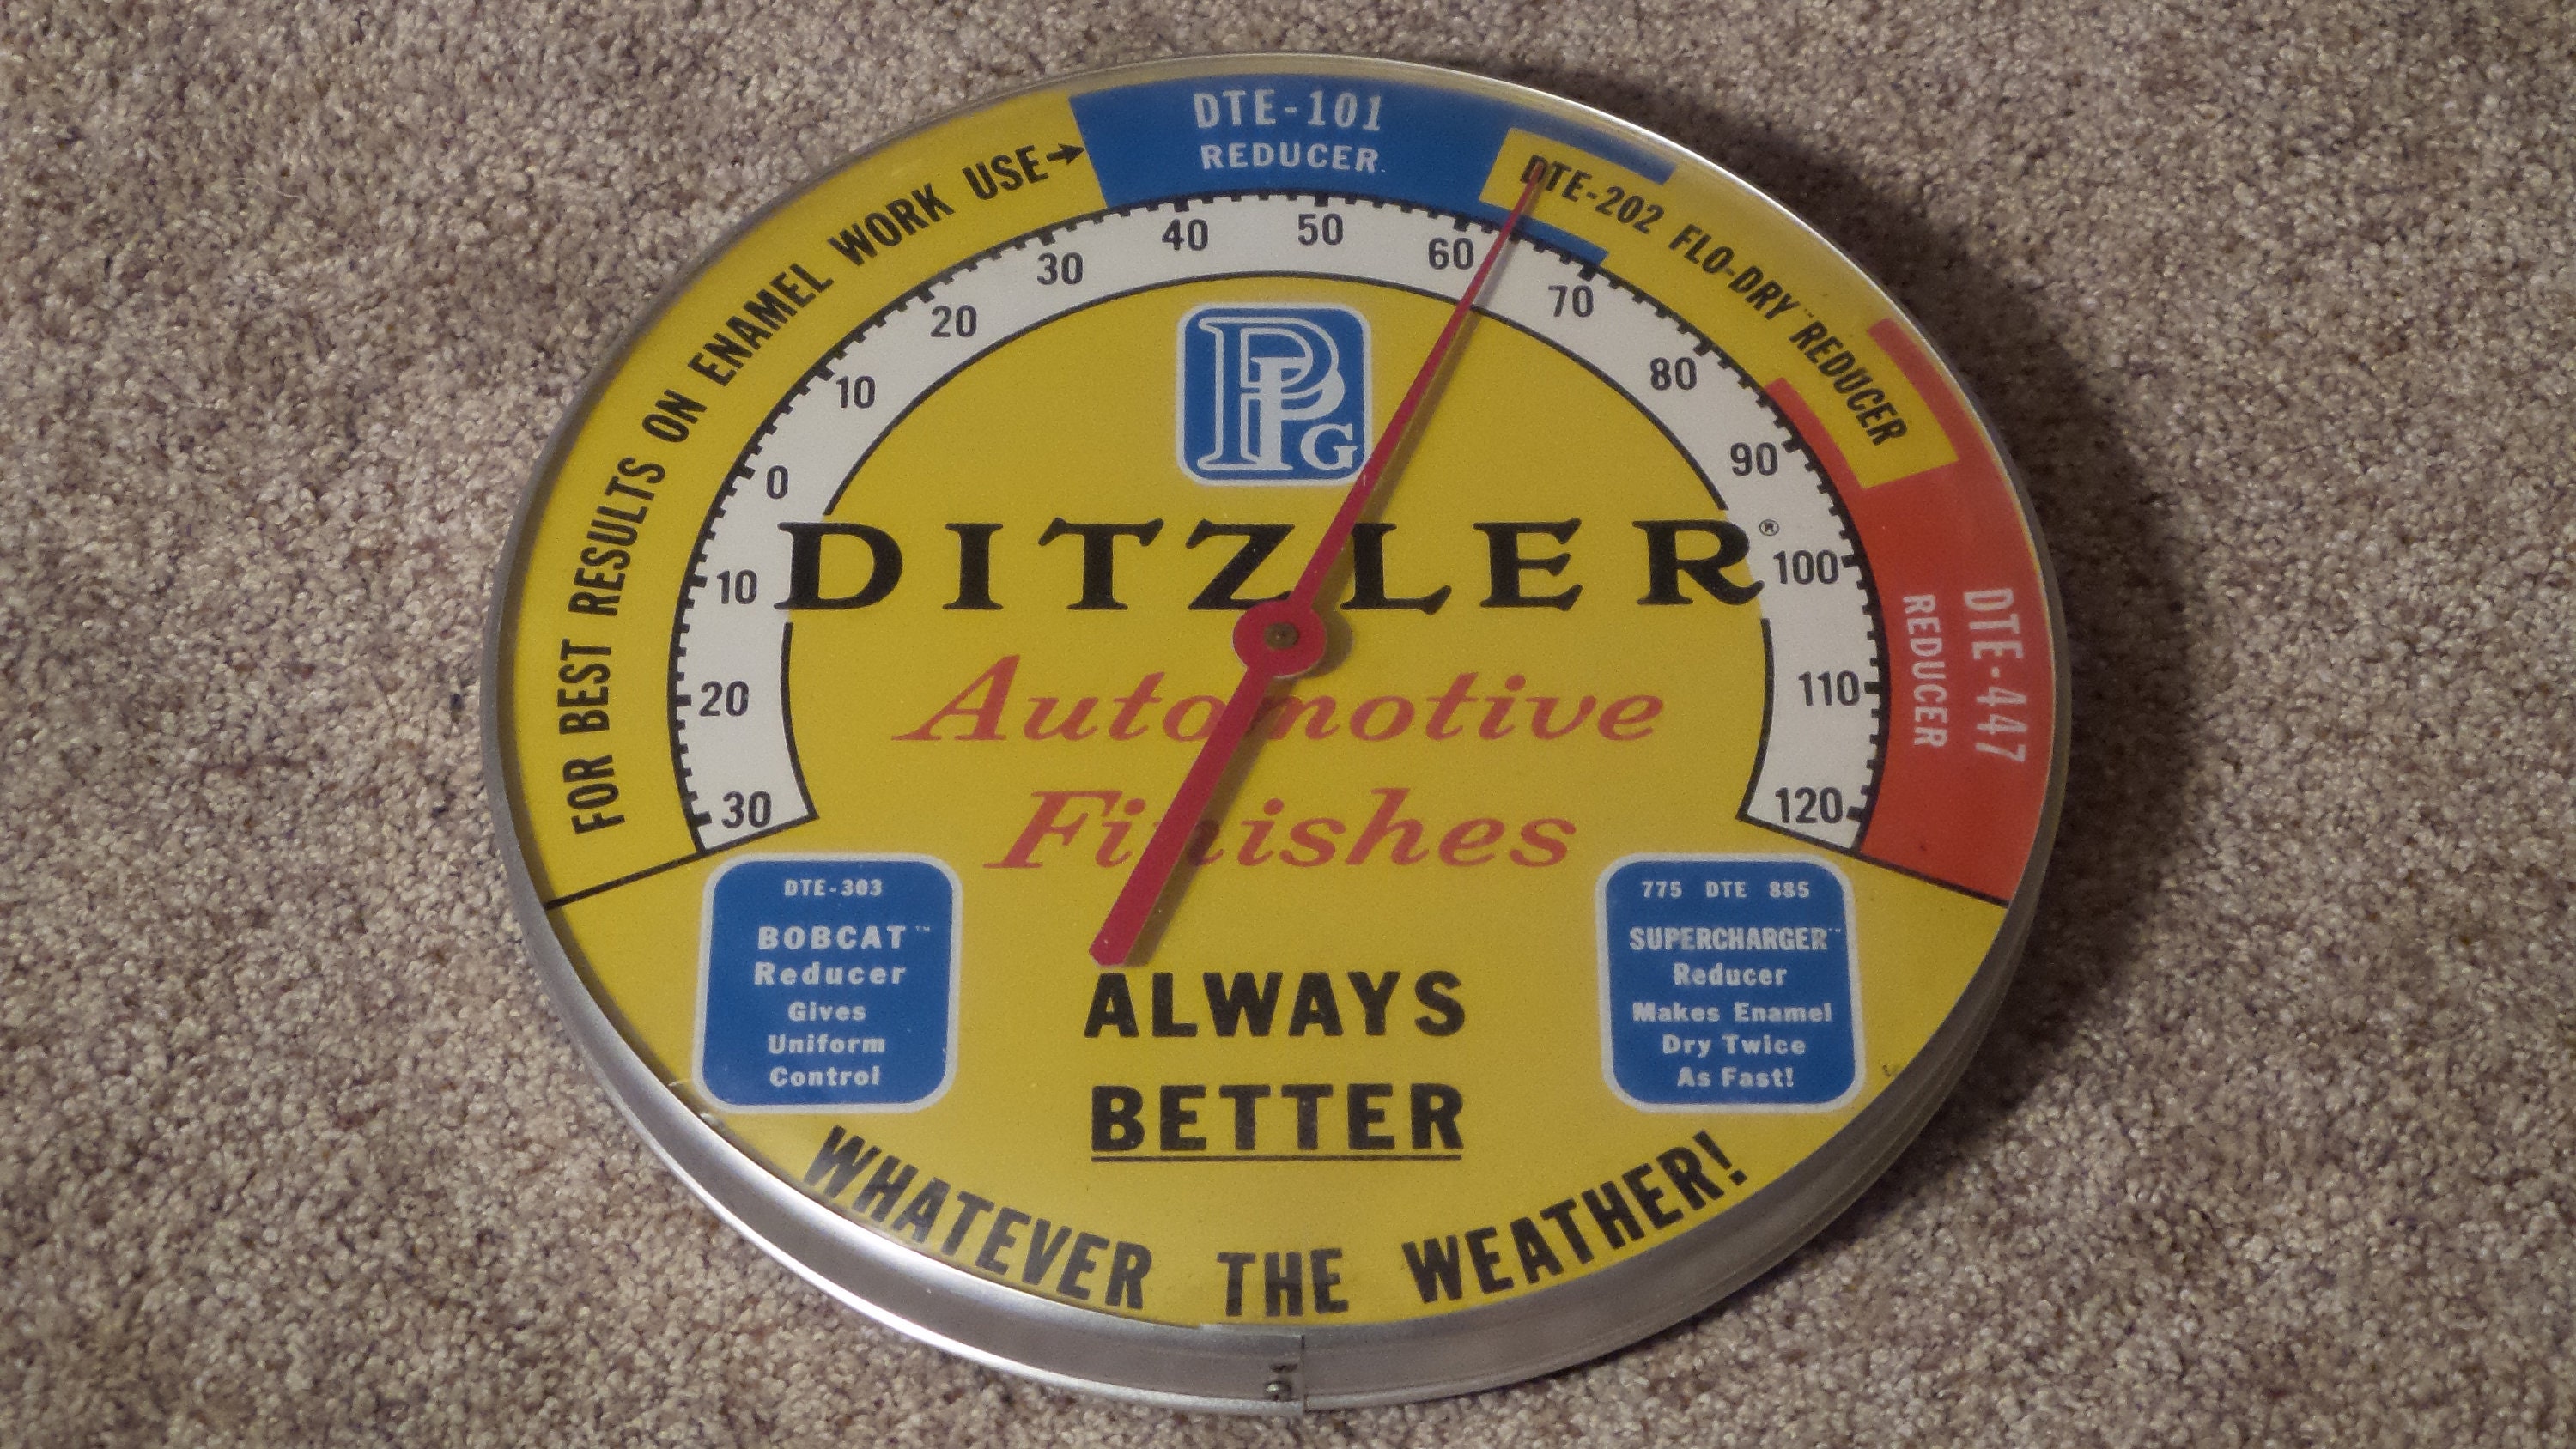 FOR BEST RESULTS ON ENAMEL WORK USE→
DTE-101
REDUCER
DTE-202 FLO-DRY™ REDUCER
DTE-447
REDUCER
30
20
10
0
10
20
30
40
50
60
70
80
90
100
110
120
PPG
DITZLER®
Automotive
Finishes
DTE-303
BOBCAT™
Reducer
Gives
Uniform
Control
775 DTE 885
SUPERCHARGER™
Reducer
Makes Enamel
Dry Twice
As Fast!
ALWAYS
BETTER
WHATEVER THE WEATHER!